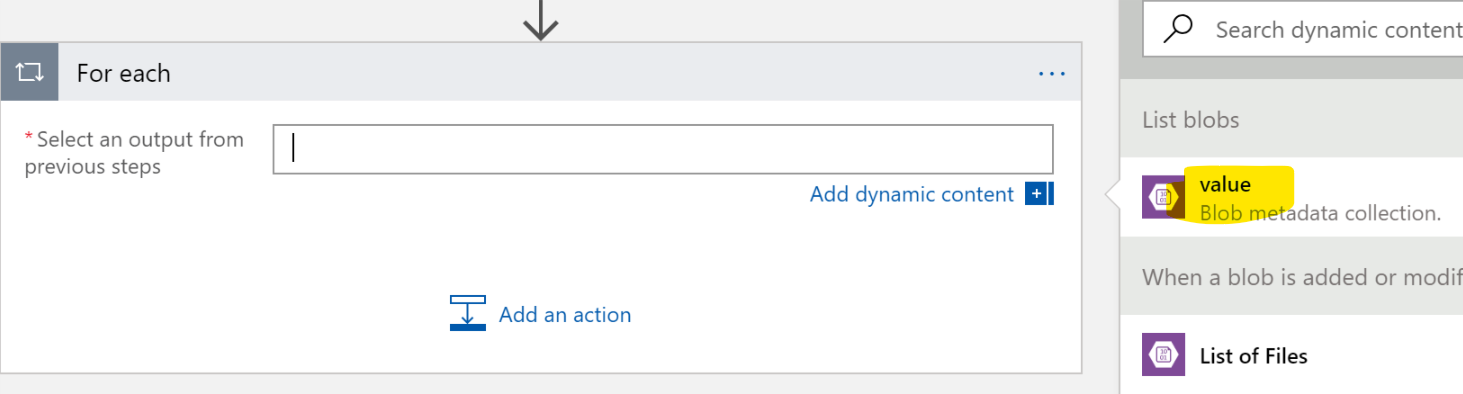 For each
...
* Select an output from
previous steps
Add dynamic content
Add an action
Search dynamic content
List blobs
value
Blob metadata collection.
When a blob is added or modif
List of Files